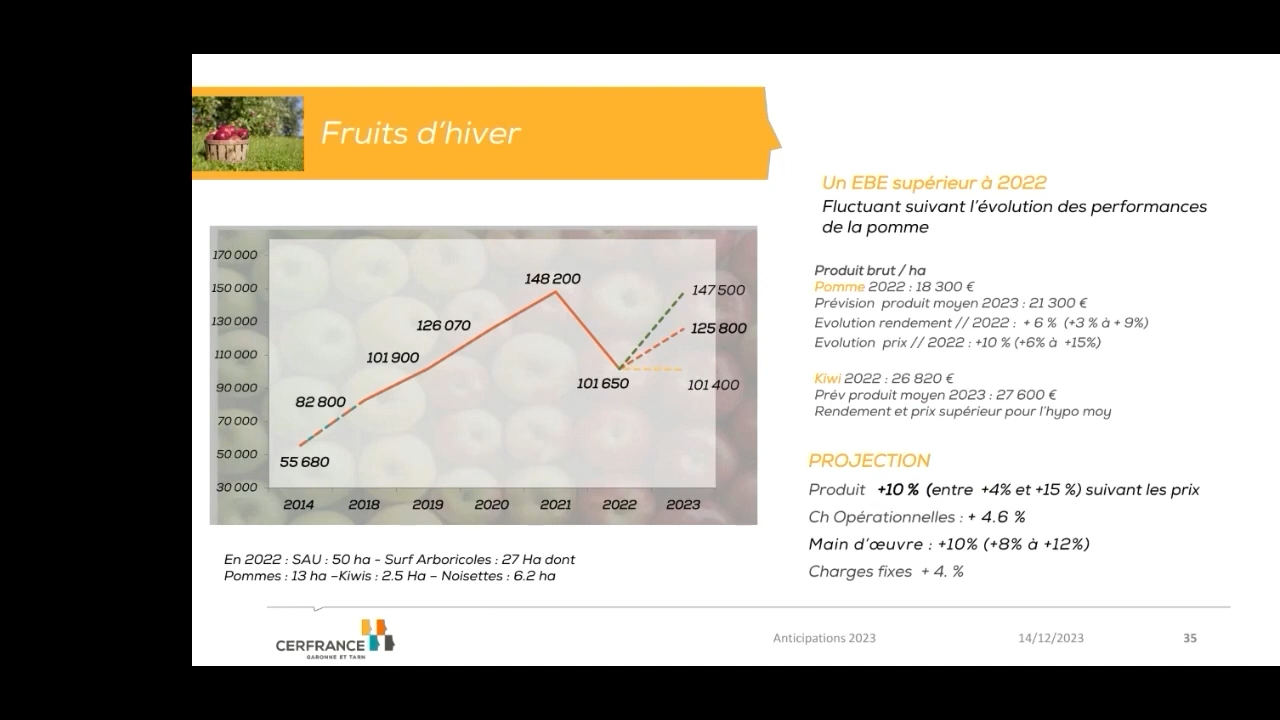 Fruits d'hiver
Un EBE supérieur à 2022
Fluctuant suivant l'évolution des performances
de la pomme
170 000
150 000
130 000
110 000
90 000
70 000
50 000
30 000
55 680
82 800
101 900
126 070
148 200
101 650
147 500
125 800
101 400
2014 2018 2019 2020 2021 2022 2023
En 2022 : SAU : 50 ha - Surf Arboricoles : 27 Ha dont
Pommes : 13 ha –Kiwis : 2.5 Ha – Noisettes : 6.2 ha
Produit brut / ha
Pomme 2022 : 18 300 €
Prévision produit moyen 2023 : 21 300 €
Evolution rendement // 2022 : + 6 % (+3 % à + 9%)
Evolution prix // 2022 : +10 % (+6% à +15%)
Kiwi 2022 : 26 820 €
Prév produit moyen 2023 : 27 600 €
Rendement et prix supérieur pour l'hypo moy
PROJECTION
Produit +10 % (entre +4% et +15 %) suivant les prix
Ch Opérationnelles : + 4.6 %
Main d'œuvre : +10% (+8% à +12%)
Charges fixes + 4. %
CERFRANCE
GARONNE ET TARN
Anticipations 2023 14/12/2023 35